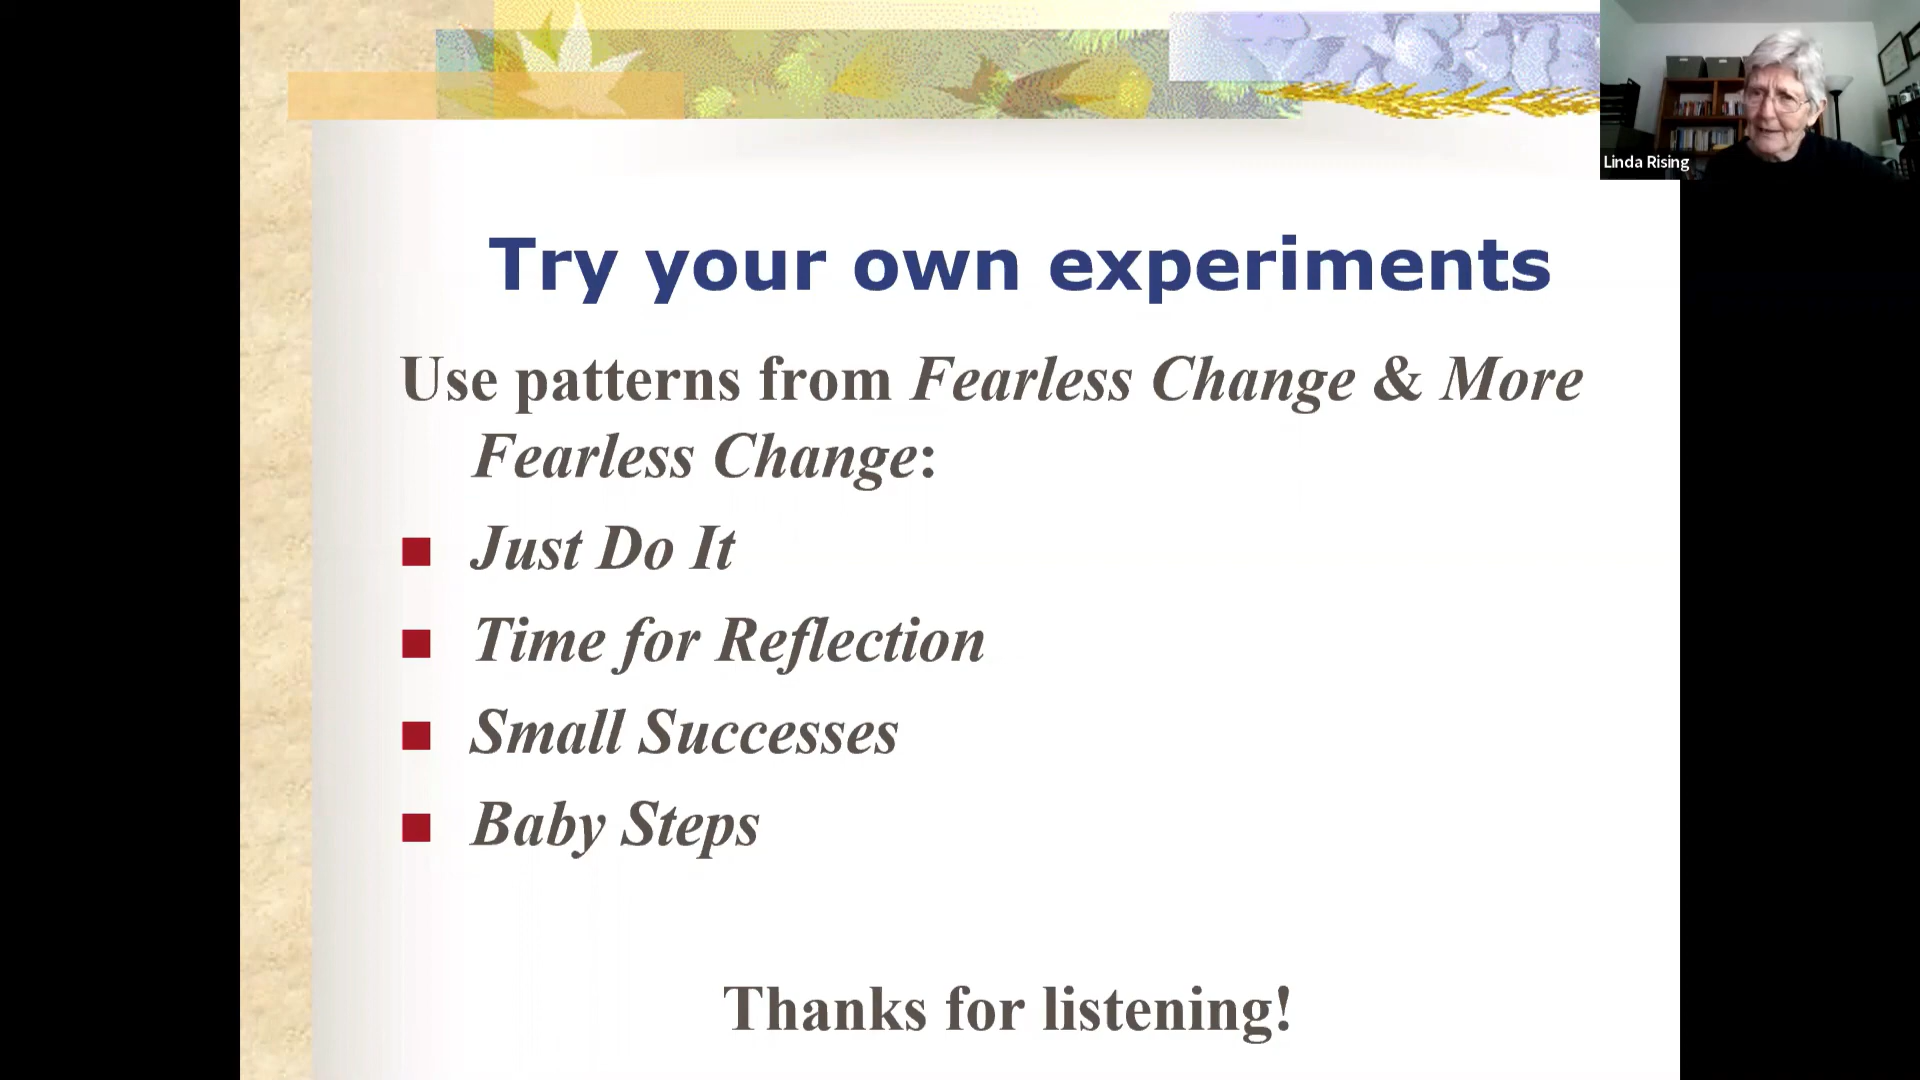 Linda Rising
Try your own experiments
Use patterns from Fearless Change & More
Fearless Change:
Just Do It
Time for Reflection
Small Successes
Baby Steps
Thanks for listening!